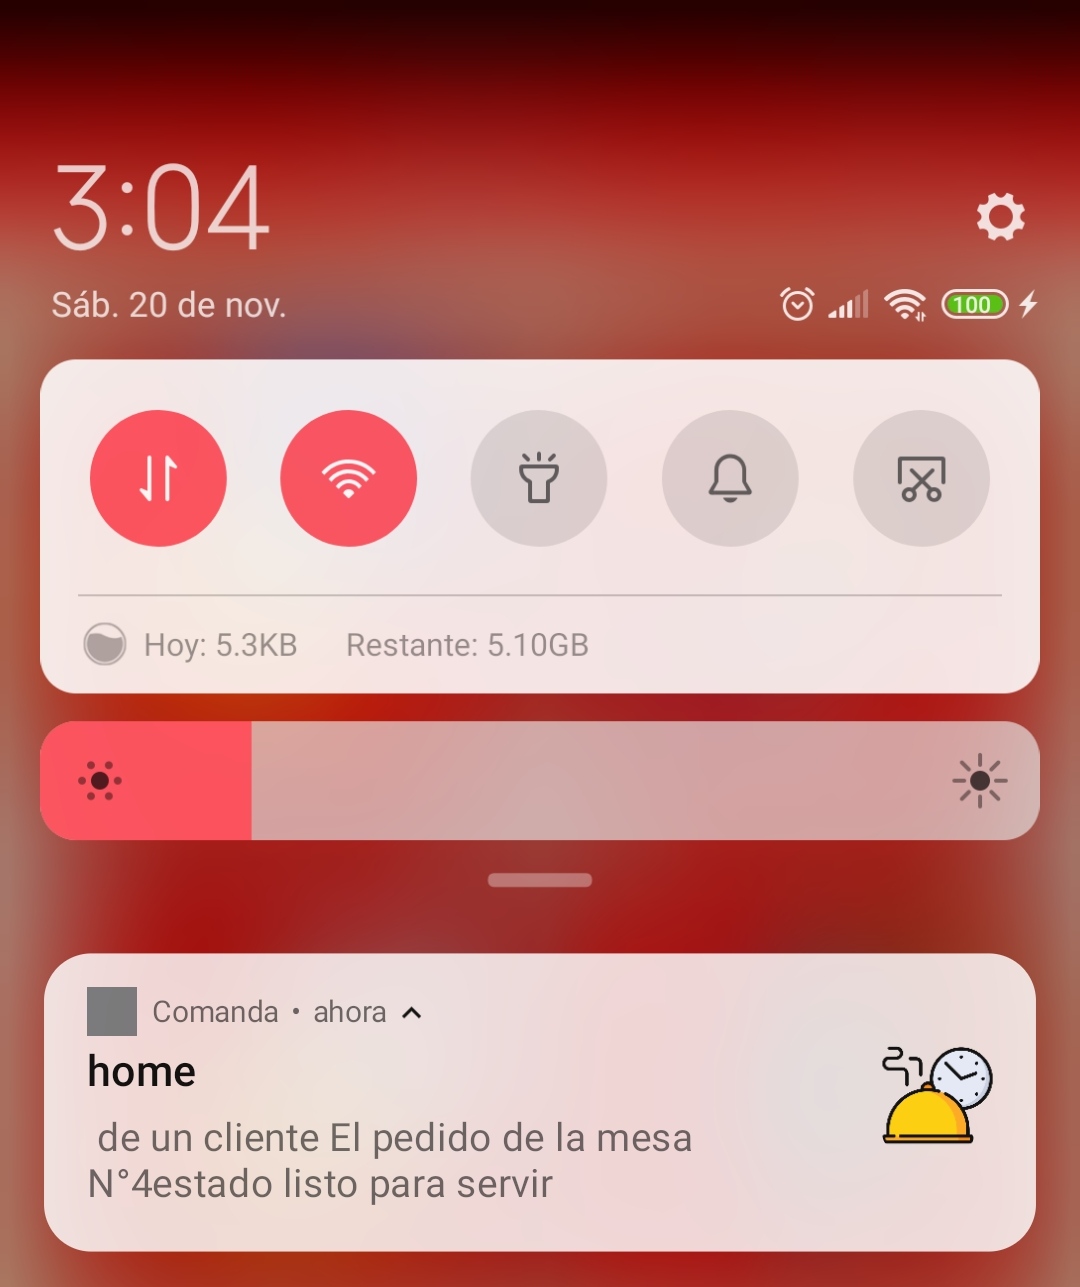 3:04
Sáb. 20 de nov.
100
Hoy: 5.3KB Restante: 5.10GB
Comanda • ahora
home
de un cliente El pedido de la mesa
N°4estado listo para servir